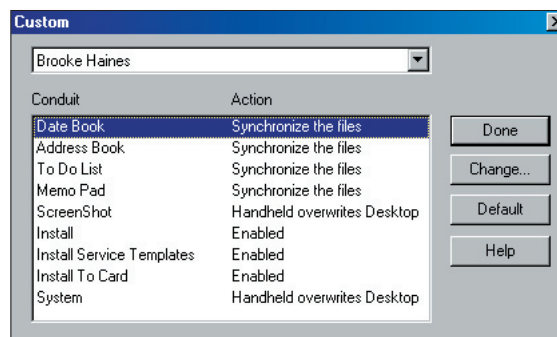 Custom
Brooke Haines
Conduit Action
Date Book Synchronize the files
Address Book Synchronize the files
To Do List Synchronize the files
Memo Pad Synchronize the files
ScreenShot Handheld overwrites Desktop
Install Enabled
Install Service Templates Enabled
Install To Card Enabled
System Handheld overwrites Desktop
Done
Change...
Default
Help